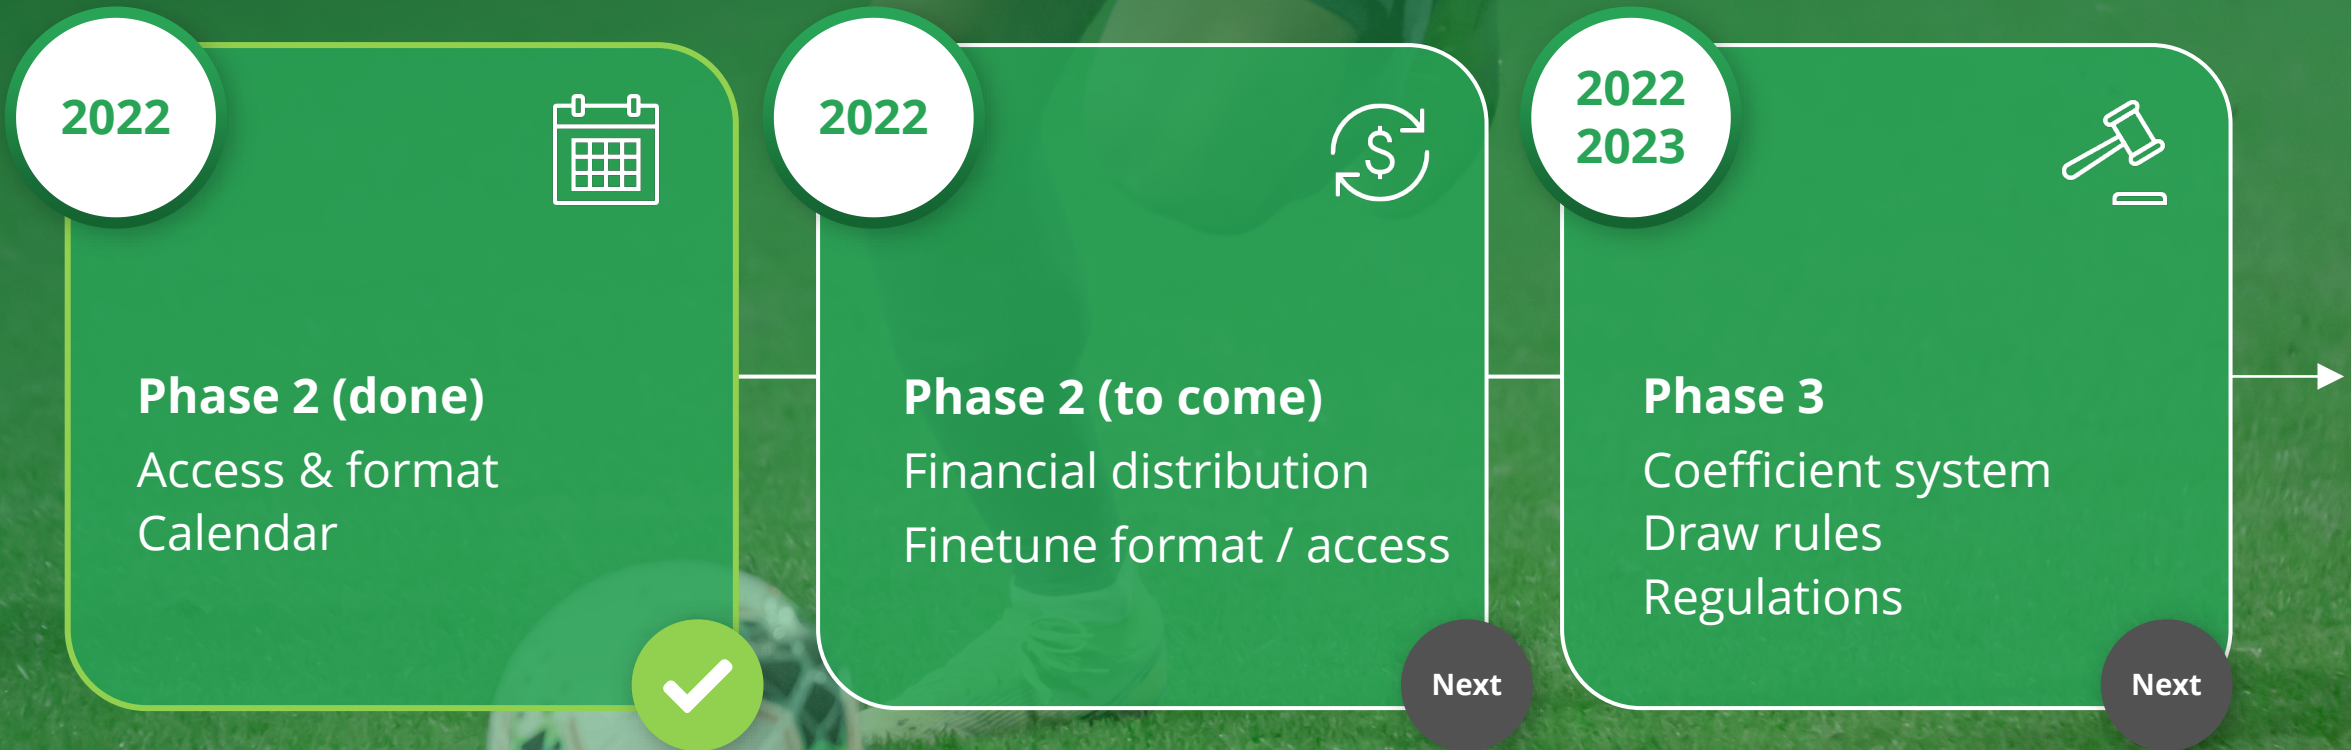 2022
Phase 2 (done)
Access & format
Calendar
2022
$
Phase 2 (to come)
Financial distribution
Finetune format / access
Next
2022
2023
Phase 3
Coefficient system
Draw rules
Regulations
Next